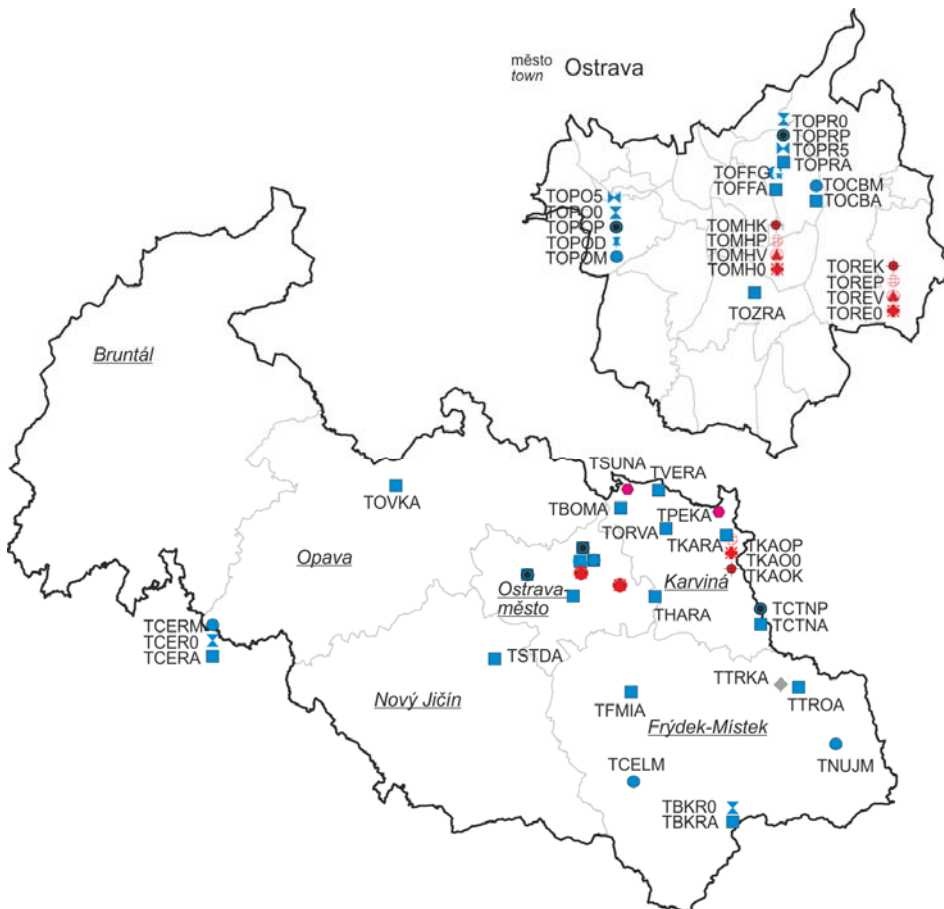 město
town Ostrava
TOPR0
TOPRP
TOPR5
TOPRA
TOFFG
TOFFA
TOCBM
TOCBA
TOPO5
TOPO0
TOPOP
TOPOD
TOPOM
TOMHK
TOMHP
TOMHV
TOMH0
TOREK
TOREP
TOREV
TORE0
TOZRA
Bruntál
TSUNA
TVERA
TOVKA
TBOMA
TPEKA
TORVA
TKARA
TKAOP
TKAO0
TKAOK
Opava
Ostrava-
město
Karviná
THARA
TCTNP
TCTNA
TCERM
TCER0
TCERA
TSTDA
TTRKA
TTROA
Nový Jičín
TFMIA
Frýdek-Místek
TNUJM
TCELM
TBKR0
TBKRA